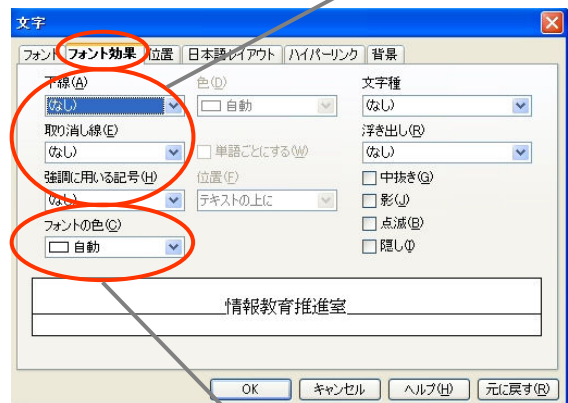 文字
フォント フォント効果 位置 日本語レイアウト ハイパーリンク 背景
下線(A) 色(D) 文字種
(なし) 自動 (なし)
取り消し線(E) 浮き出し(R)
(なし) 単語ごとにする(W) (なし)
強調に用いる記号(H) 位置(F) 中抜き(G)
(なし) テキストの上に 影(J)
フォントの色(C) 点滅(B)
自動 隠し(I)
情報教育推進室
OK キャンセル ヘルプ(H) 元に戻す(R)